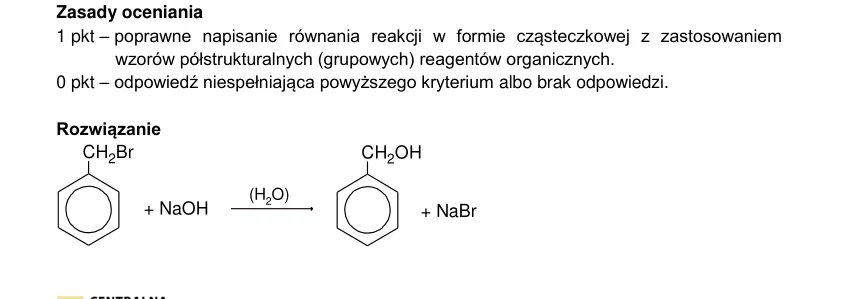 Zasady oceniania
1 pkt – poprawne napisanie równania reakcji w formie cząsteczkowej z zastosowaniem
wzorów półstrukturalnych (grupowych) reagentów organicznych.
0 pkt – odpowiedź niespełniająca powyższego kryterium albo brak odpowiedzi.
Rozwiązanie
CH₂Br CH₂OH
+ NaOH (H₂O) + NaBr
CENTRALNA